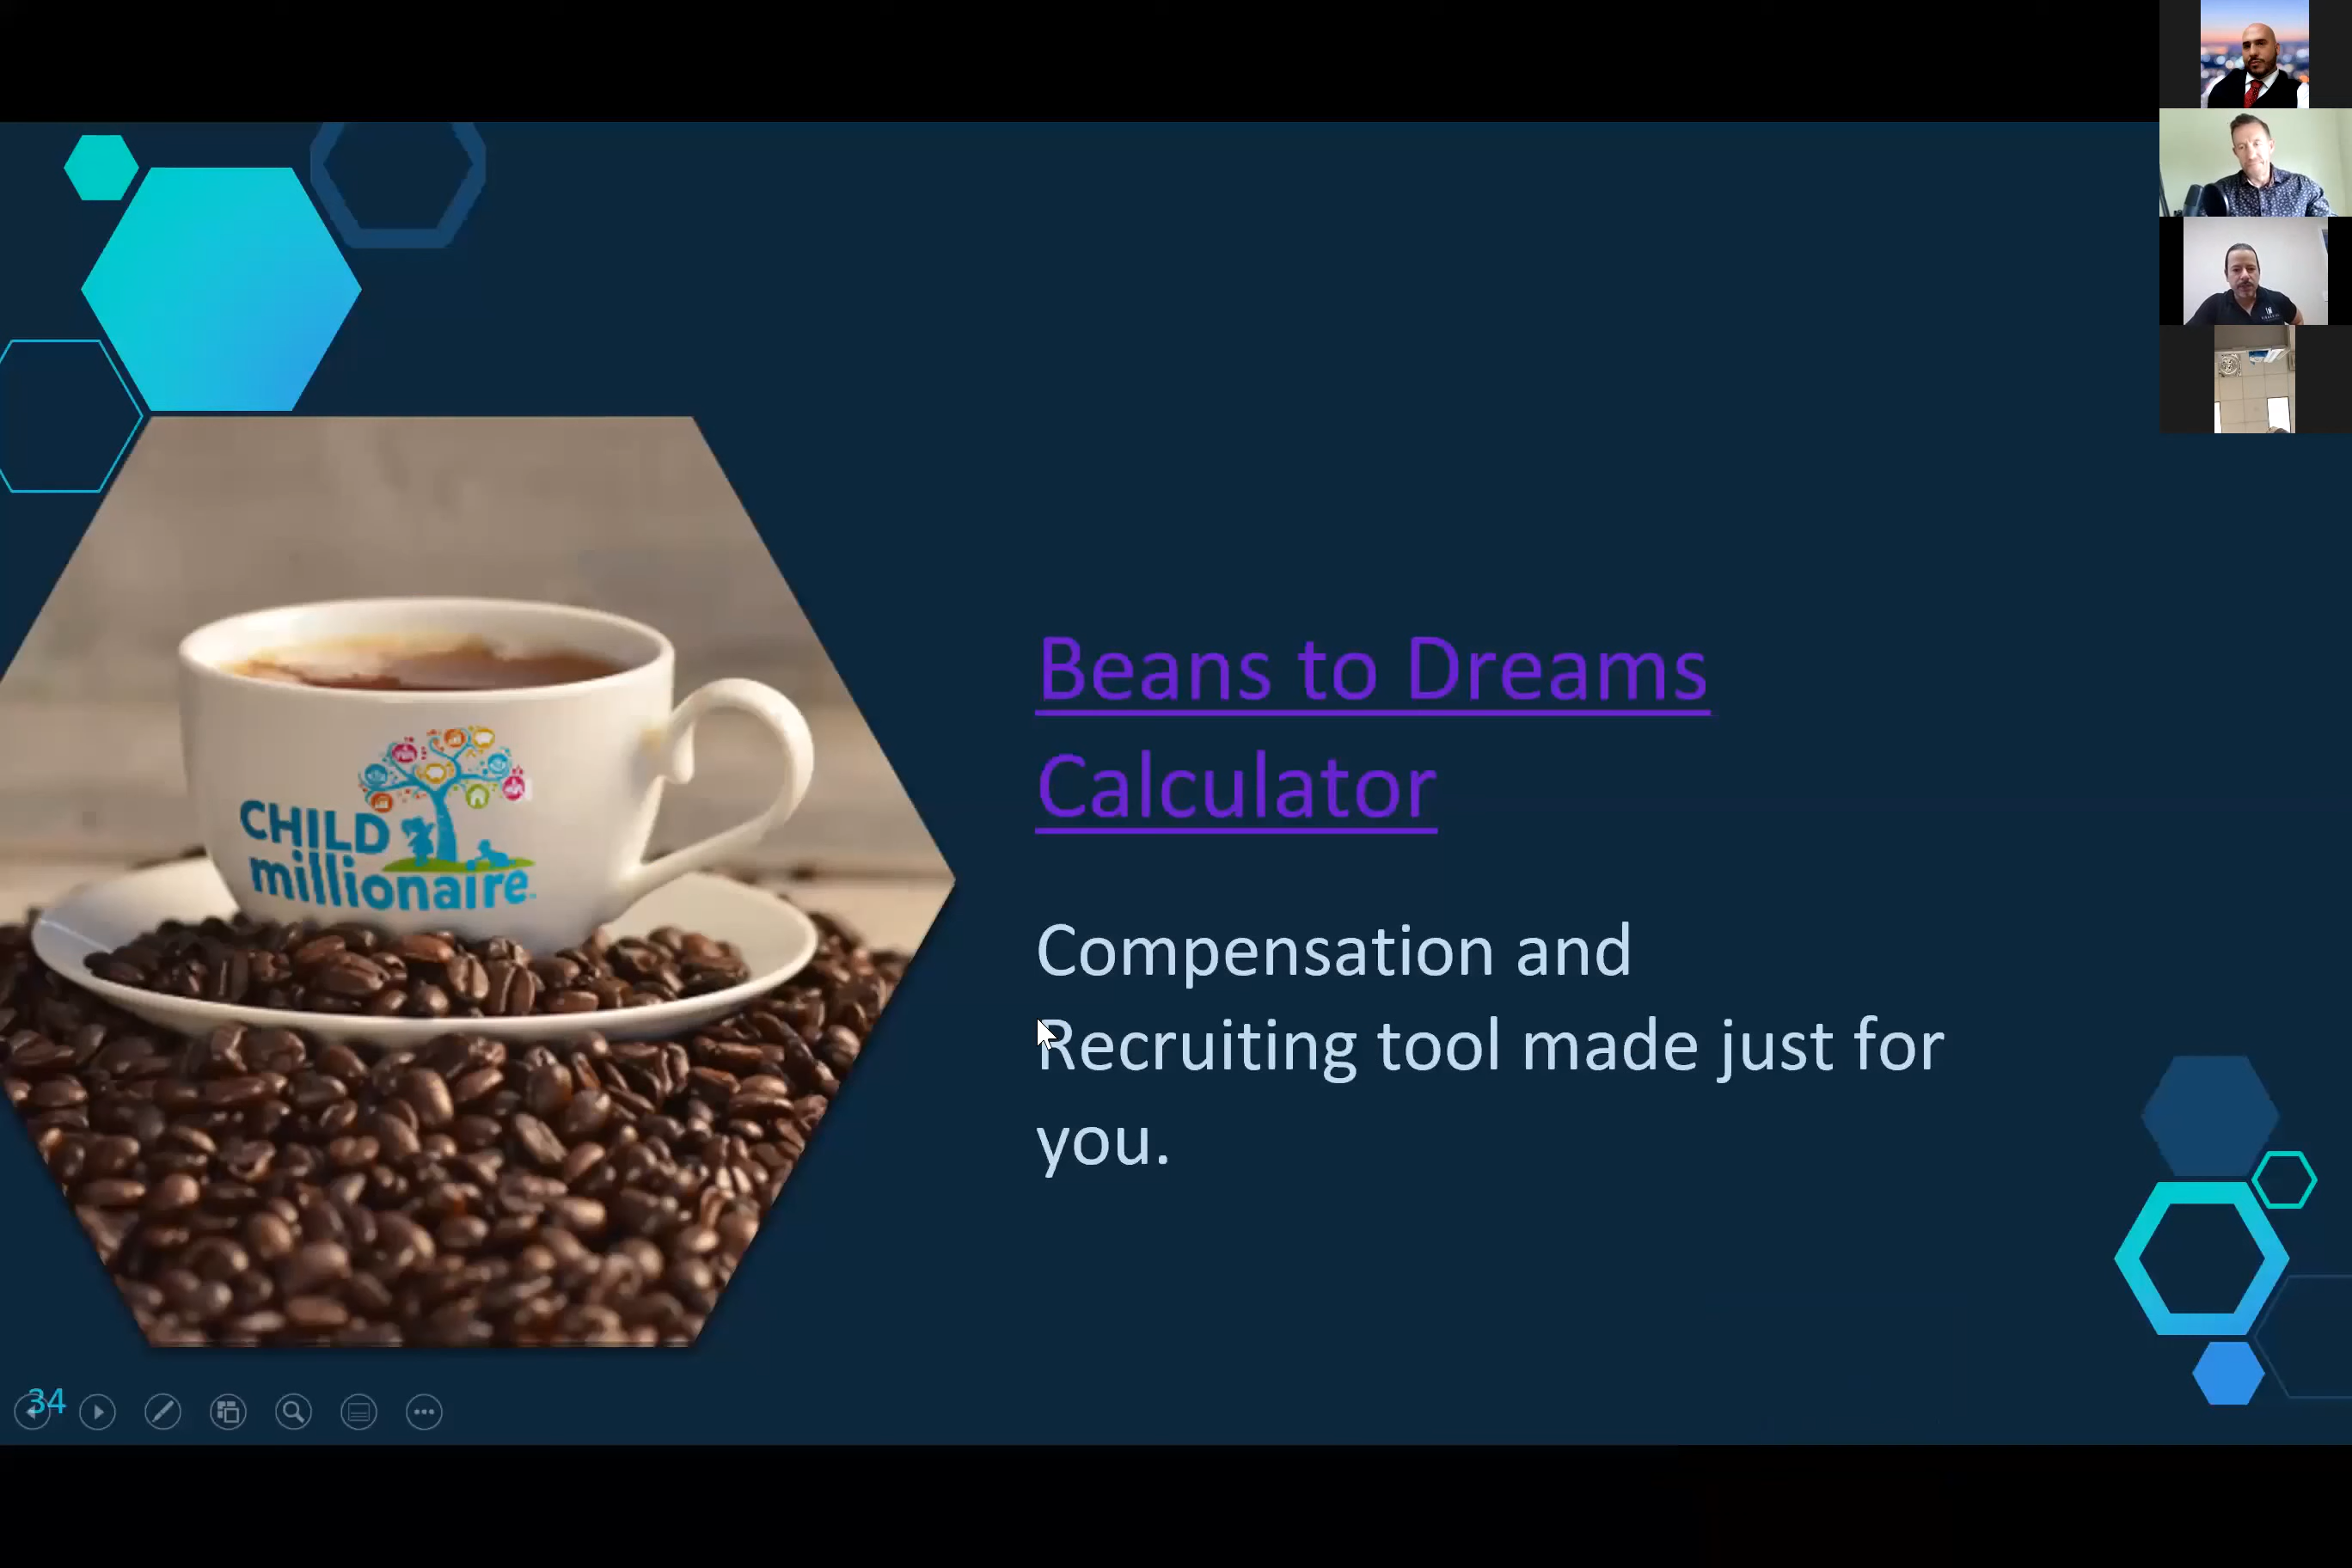 Beans to Dreams
Calculator
Compensation and
Recruiting tool made just for
you.
CHILD
millionaire
34